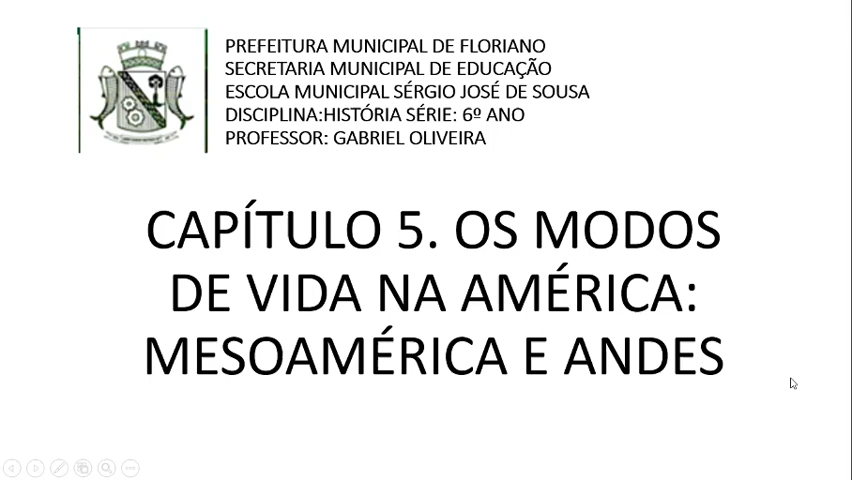 PREFEITURA MUNICIPAL DE FLORIANO
SECRETARIA MUNICIPAL DE EDUCAÇÃO
ESCOLA MUNICIPAL SÉRGIO JOSÉ DE SOUSA
DISCIPLINA:HISTÓRIA SÉRIE: 6º ANO
PROFESSOR: GABRIEL OLIVEIRA
CAPÍTULO 5. OS MODOS
DE VIDA NA AMÉRICA:
MESOAMÉRICA E ANDES